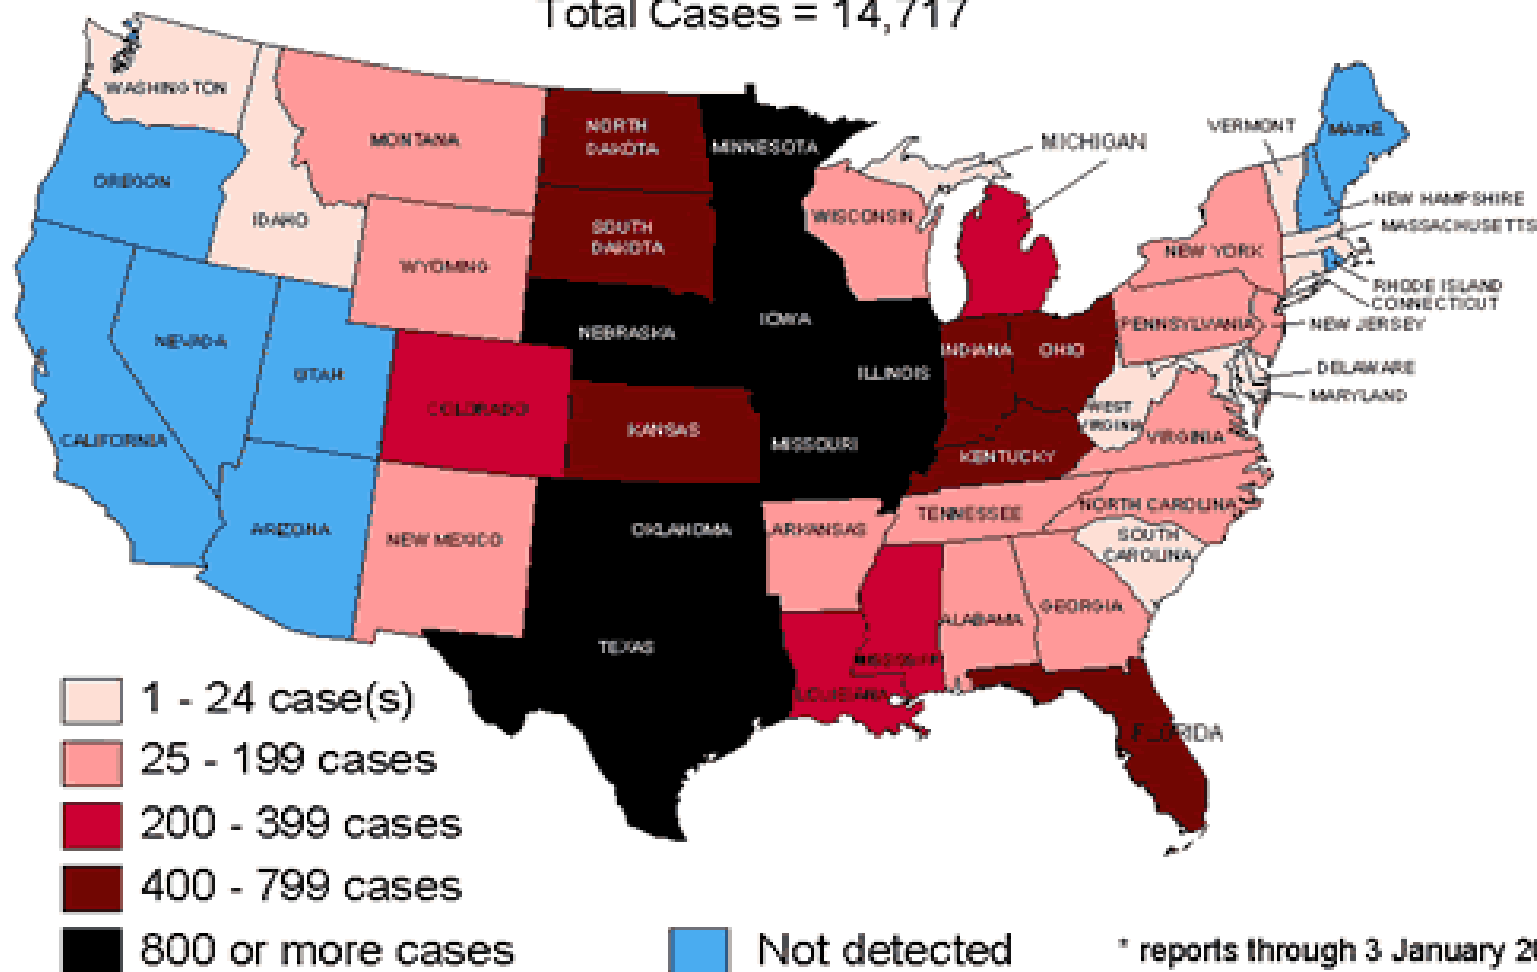 Total Cases = 14,717
WASHINGTON
MONTANA
NORTH
DAKOTA
MINNESOTA
MICHIGAN
VERMONT
MAINE
OREGON
IDAHO
SOUTH
DAKOTA
WISCONSIN
NEW HAMPSHIRE
MASSACHUSETTS
NEW YORK
WYOMING
RHODE ISLAND
CONNECTICUT
NEBRASKA
IOWA
PENNSYLVANIA
NEW JERSEY
NEVADA
UTAH
ILLINOIS
INDIANA
OHIO
DELAWARE
MARYLAND
COLORADO
KANSAS
MISSOURI
WEST
VIRGINIA
VIRGINIA
CALIFORNIA
KENTUCKY
ARIZONA
NEW MEXICO
OKLAHOMA
ARKANSAS
TENNESSEE
NORTH CAROLINA
SOUTH
CAROLINA
TEXAS
MISSISSIPPI
ALABAMA
GEORGIA
LOUISIANA
FLORIDA
1 - 24 case(s)
25 - 199 cases
200 - 399 cases
400 - 799 cases
800 or more cases
Not detected
* reports through 3 January